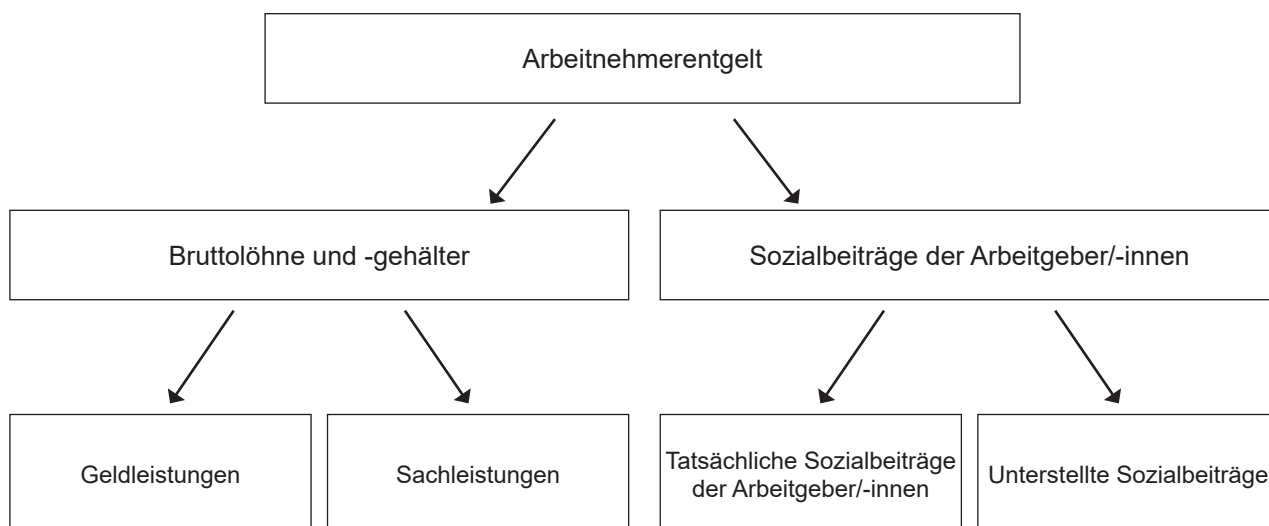 Arbeitnehmerentgelt
Bruttolöhne und -gehälter
Sozialbeiträge der Arbeitgeber/-innen
Geldleistungen
Sachleistungen
Tatsächliche Sozialbeiträge
der Arbeitgeber/-innen
Unterstellte Sozialbeiträge